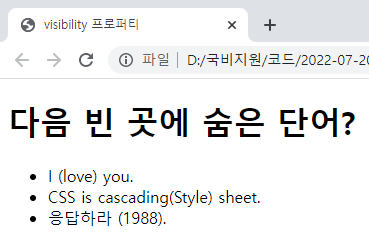 visibility 프로퍼티
파일 | D:/국비지원/코드/2022-07-20
다음 빈 곳에 숨은 단어?
I (love) you.
CSS is cascading(Style) sheet.
응답하라 (1988).